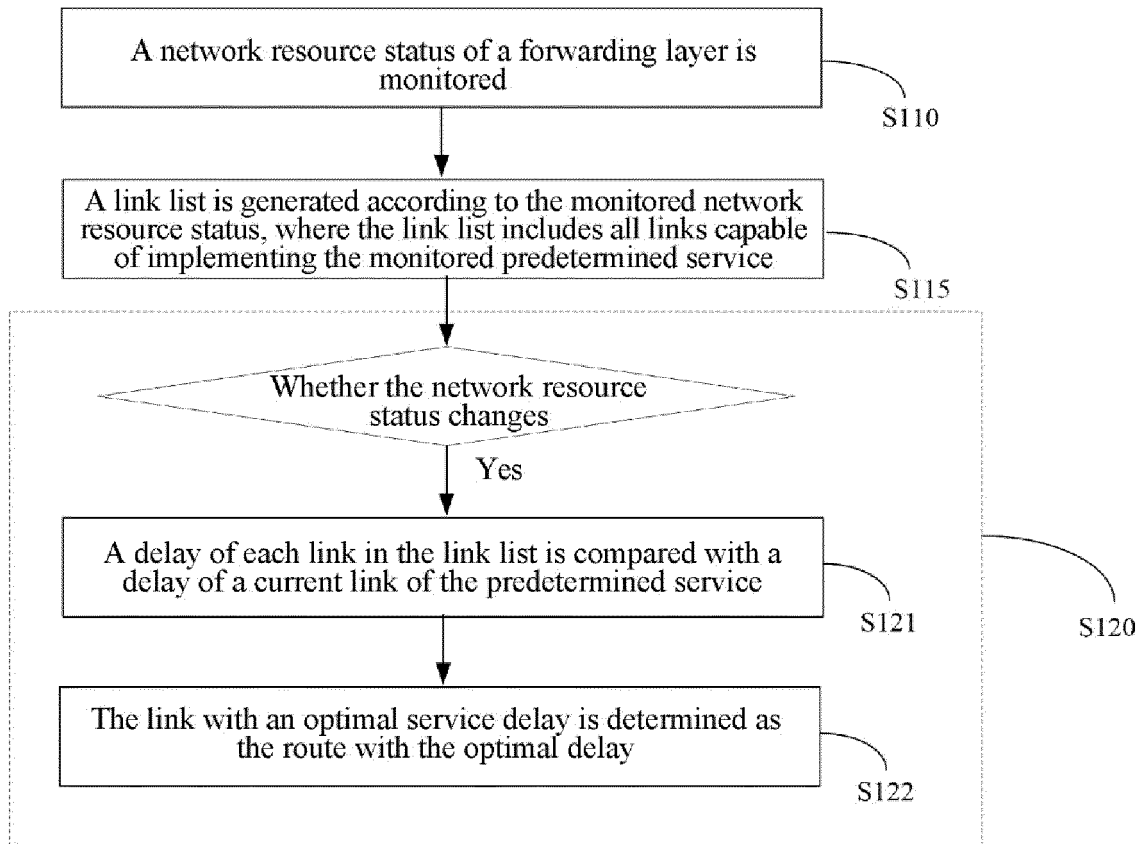 A network resource status of a forwarding layer is
monitored
S110
A link list is generated according to the monitored network
resource status, where the link list includes all links capable
of implementing the monitored predetermined service
S115
Whether the network resource
status changes
Yes
A delay of each link in the link list is compared with a
delay of a current link of the predetermined service
S121
S120
The link with an optimal service delay is determined as
the route with the optimal delay
S122